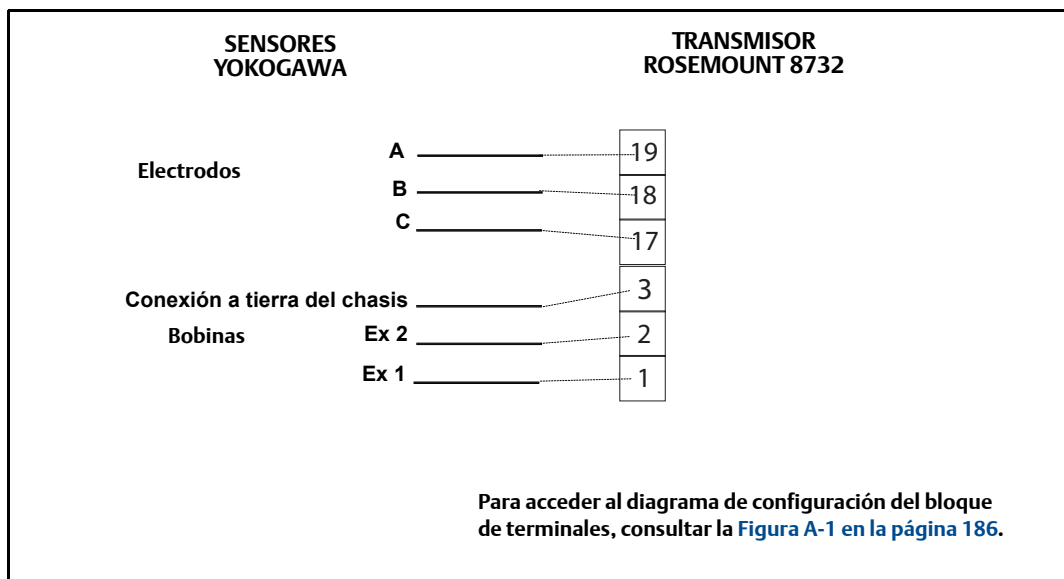 SENSORES
YOKOGAWA
TRANSMISOR
ROSEMOUNT 8732
Electrodos
A
19
B
18
C
17
Conexión a tierra del chasis
3
Bobinas
Ex 2
2
Ex 1
1
Para acceder al diagrama de configuración del bloque
de terminales, consultar la Figura A-1 en la página 186.